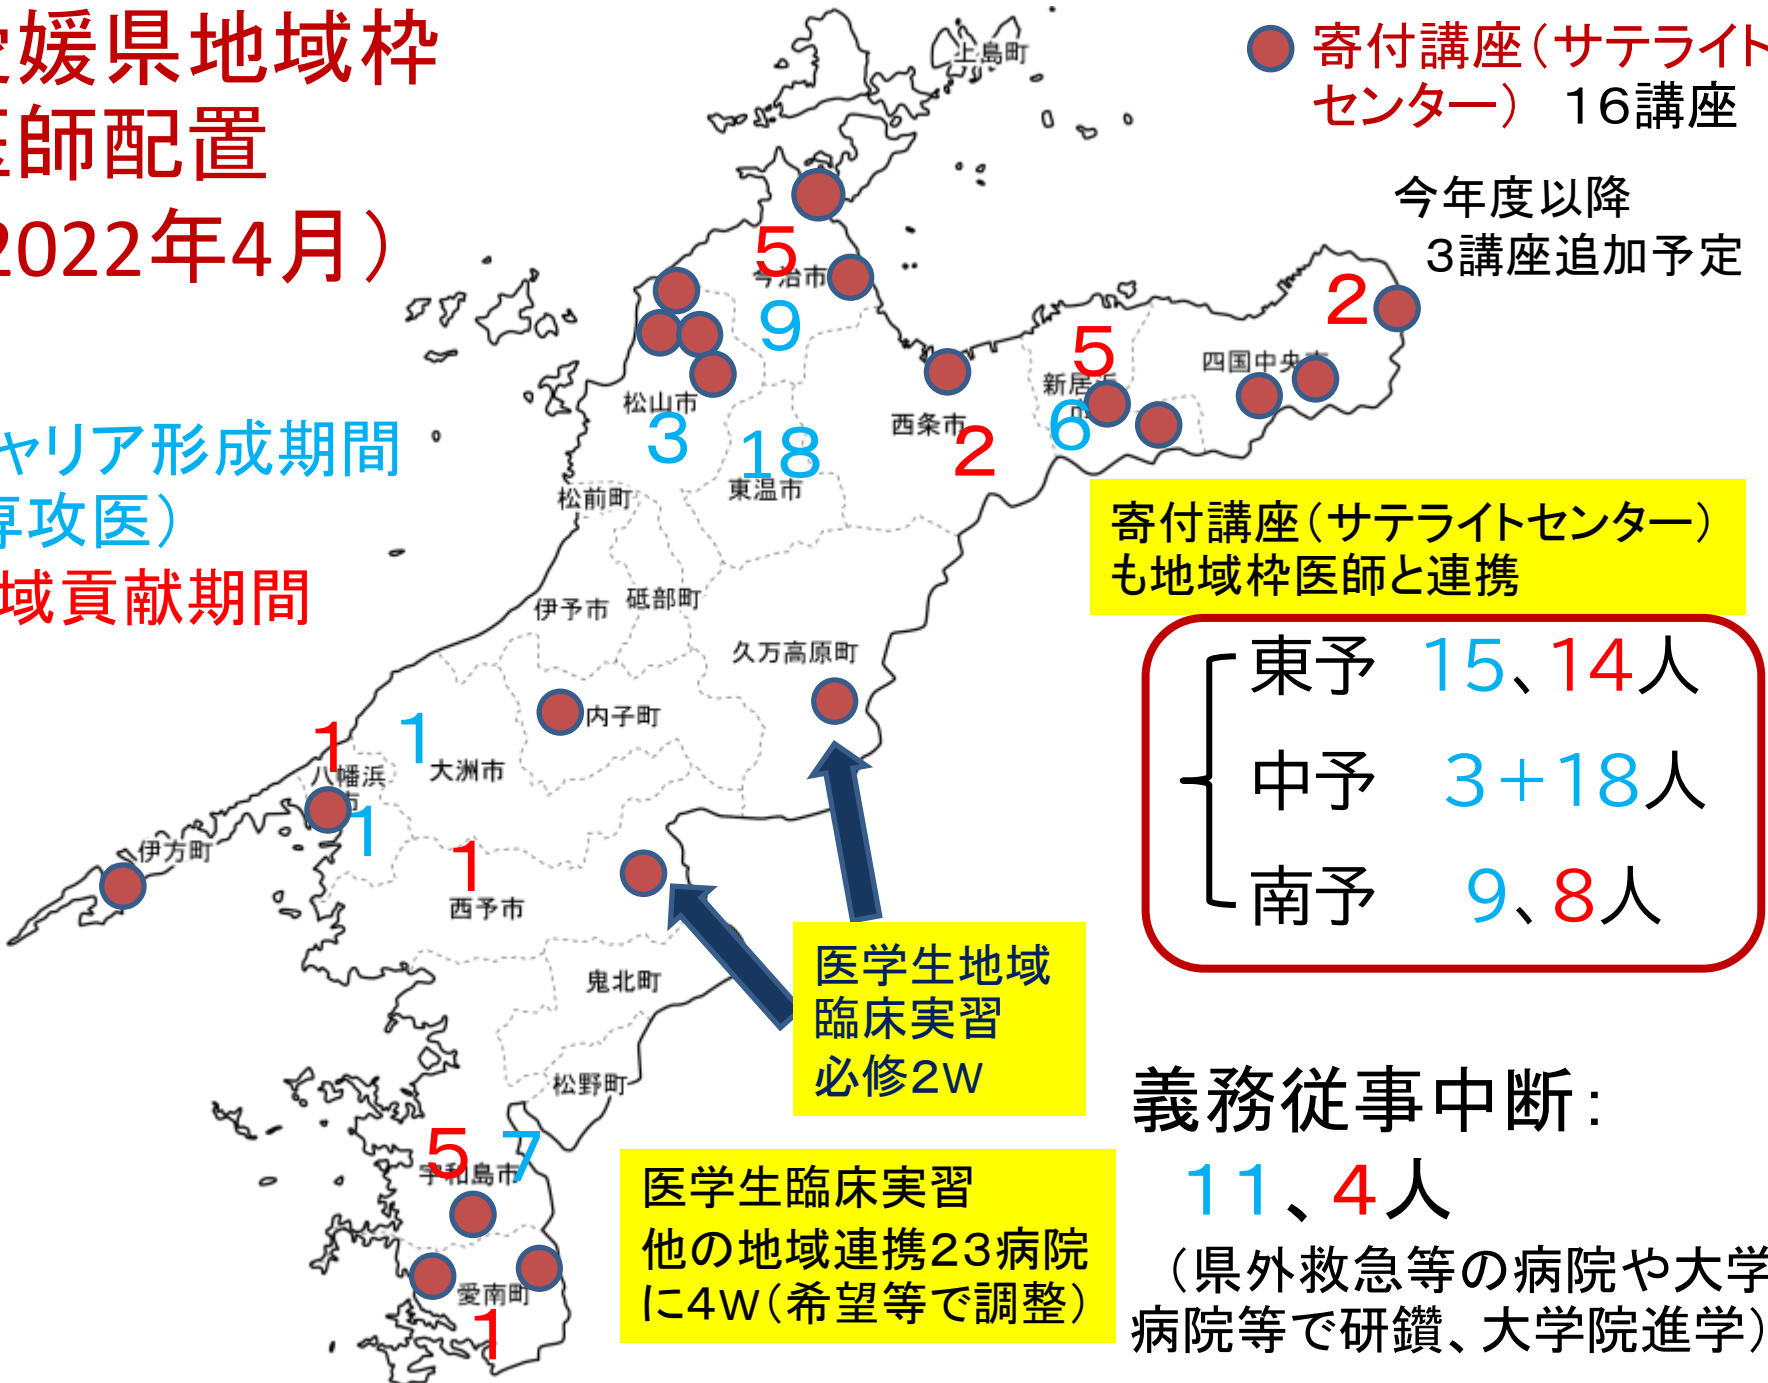 愛媛県地域枠
医師配置
2022年4月）
キャリア形成期間
専攻医）
域貢献期間
寄付講座（サテライト
センター）　16講座
今年度以降
3講座追加予定
上島町
5
今治市
9
2
5
四国中央市
新居浜
市
6
松山市
3
18
東温市
西条市
2
松前町
伊予市
砥部町
久万高原町
内子町
1
1
大洲市
八幡浜
市
1
伊方町
1
西予市
鬼北町
松野町
5
7
宇和島市
愛南町
1
寄付講座（サテライトセンター）
も地域枠医師と連携
東予　15、14人
中予　3＋18人
南予　9、8人
医学生地域
臨床実習
必修2W
医学生臨床実習
他の地域連携23病院
に4W（希望等で調整）
義務従事中断：
11、4人
（県外救急等の病院や大学
病院等で研鑽、大学院進学）